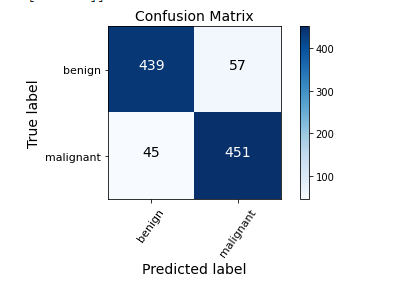 Confusion Matrix
benign
439
57
malignant
45
451
True label
benign
malignant
Predicted label
400
300
200
100